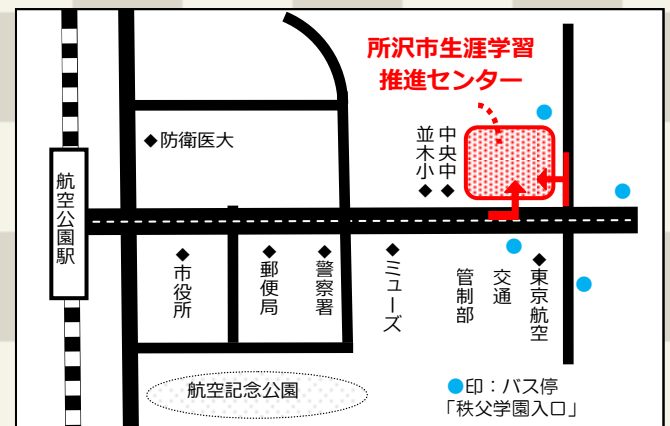 所沢市生涯学習
推進センター
◆防衛医大
中央中◆
並木小◆
航空公園駅
◆市役所
◆郵便局
◆警察署
◆ミューズ
◆東京航空
交通
管制部
航空記念公園
●印：バス停
「秩父学園入口」